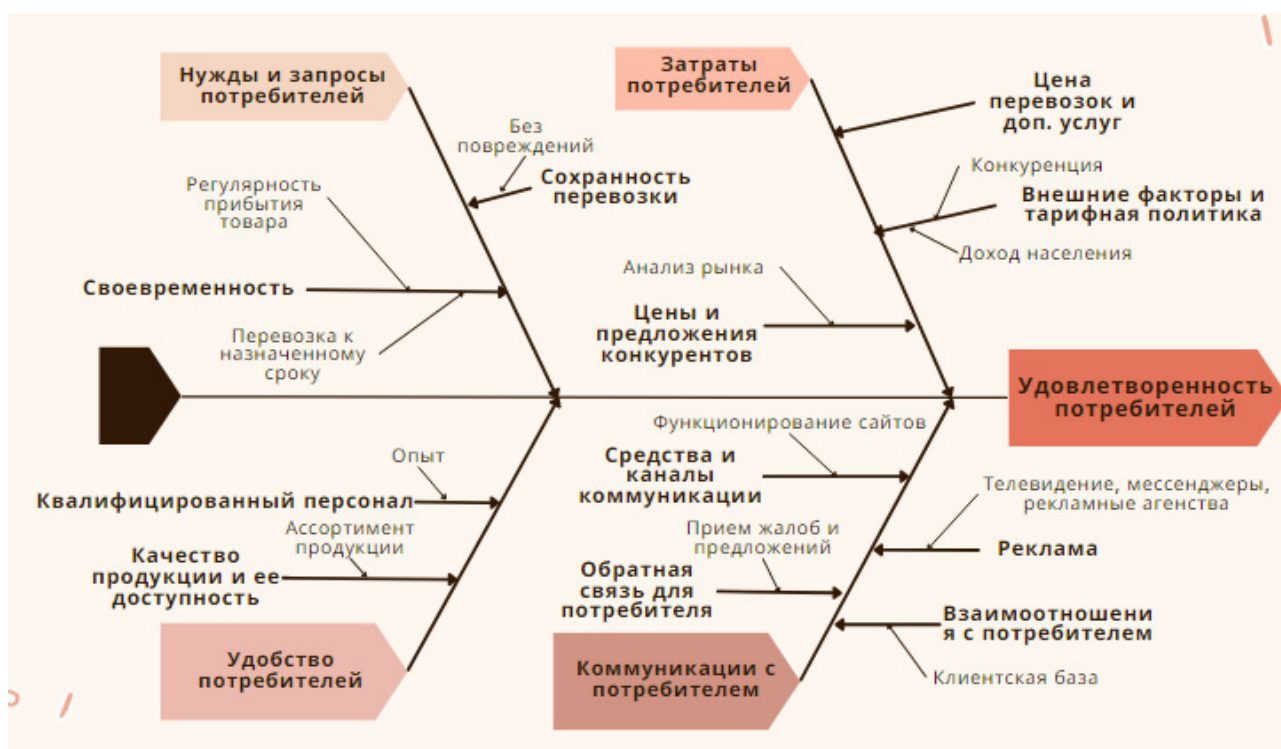 Нужды и запросы
потребителей
Затраты
потребителей
Цена
перевозок и
доп. услуг
Без
повреждений
Сохранность
перевозки
Конкуренция
Регулярность
прибытия
товара
Внешние факторы и
тарифная политика
Доход населения
Анализ рынка
Своевременность
Цены и
предложения
конкурентов
Перевозка к
назначенному
сроку
Удовлетворенность
потребителей
Функционирование сайтов
Опыт
Средства и
каналы
коммуникации
Квалифицированный персонал
Телевидение, мессенджеры,
рекламные агенства
Ассортимент
продукции
Прием жалоб и
предложений
Реклама
Качество
продукции и ее
доступность
Обратная
связь для
потребителя
Взаимоотношени
я с потребителем
Удобство
потребителей
Коммуникации с
потребителем
Клиентская база